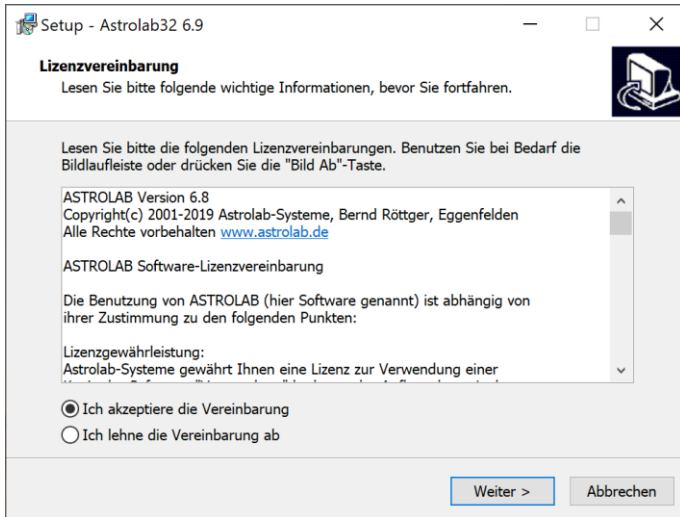 Setup - Astrolab32 6.9
Lizenzvereinbarung
Lesen Sie bitte folgende wichtige Informationen, bevor Sie fortfahren.
Lesen Sie bitte die folgenden Lizenzvereinbarungen. Benutzen Sie bei Bedarf die
Bildlaufleiste oder drücken Sie die "Bild Ab"-Taste.
ASTROLAB Version 6.8
Copyright(c) 2001-2019 Astrolab-Systeme, Bernd Röttger, Eggenfelden
Alle Rechte vorbehalten www.astrolab.de
ASTROLAB Software-Lizenzvereinbarung
Die Benutzung von ASTROLAB (hier Software genannt) ist abhängig von
ihrer Zustimmung zu den folgenden Punkten:
Lizenzgewährleistung:
Astrolab-Systeme gewährt Ihnen eine Lizenz zur Verwendung einer
Ich akzeptiere die Vereinbarung
Ich lehne die Vereinbarung ab
Weiter >
Abbrechen